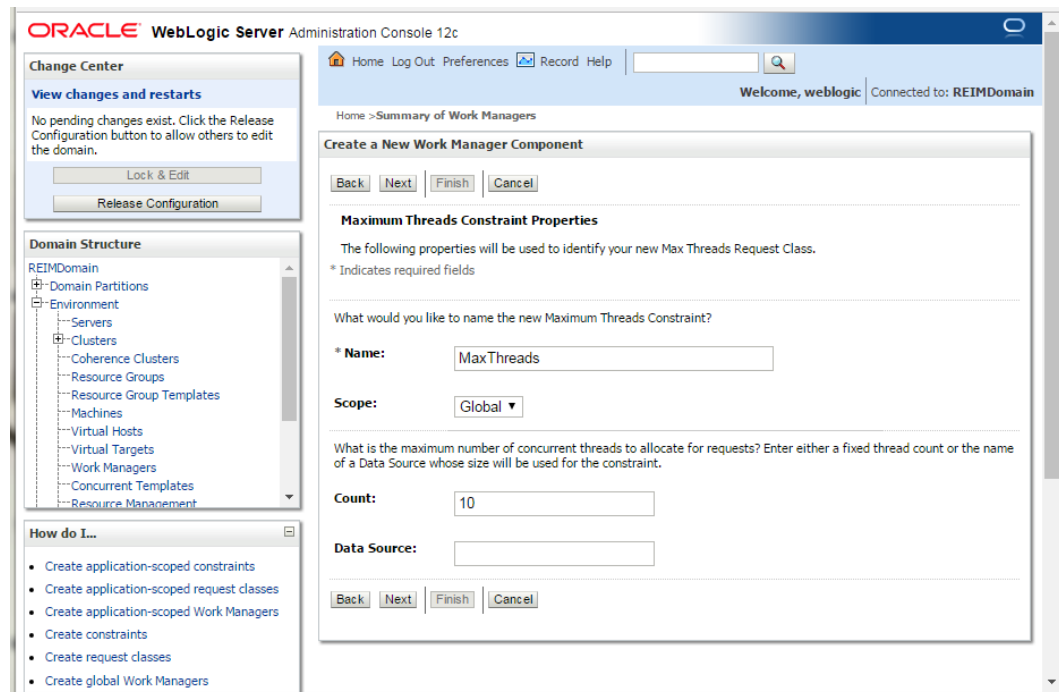 ORACLE WebLogic Server Administration Console 12c
Change Center
View changes and restarts
No pending changes exist. Click the Release
Configuration button to allow others to edit
the domain.
Lock & Edit
Release Configuration
Domain Structure
REIMDomain
Domain Partitions
Environment
Servers
Clusters
Coherence Clusters
Resource Groups
Resource Group Templates
Machines
Virtual Hosts
Virtual Targets
Work Managers
Concurrent Templates
Resource Management
How do I...
Create application-scoped constraints
Create application-scoped request classes
Create application-scoped Work Managers
Create constraints
Create request classes
Create global Work Managers
Home Log Out Preferences Record Help
Welcome, weblogic Connected to: REIMDomain
Home >Summary of Work Managers
Create a New Work Manager Component
Back Next Finish Cancel
Maximum Threads Constraint Properties
The following properties will be used to identify your new Max Threads Request Class.
* Indicates required fields
What would you like to name the new Maximum Threads Constraint?
* Name: MaxThreads
Scope: Global
What is the maximum number of concurrent threads to allocate for requests? Enter either a fixed thread count or the name
of a Data Source whose size will be used for the constraint.
Count: 10
Data Source:
Back Next Finish Cancel